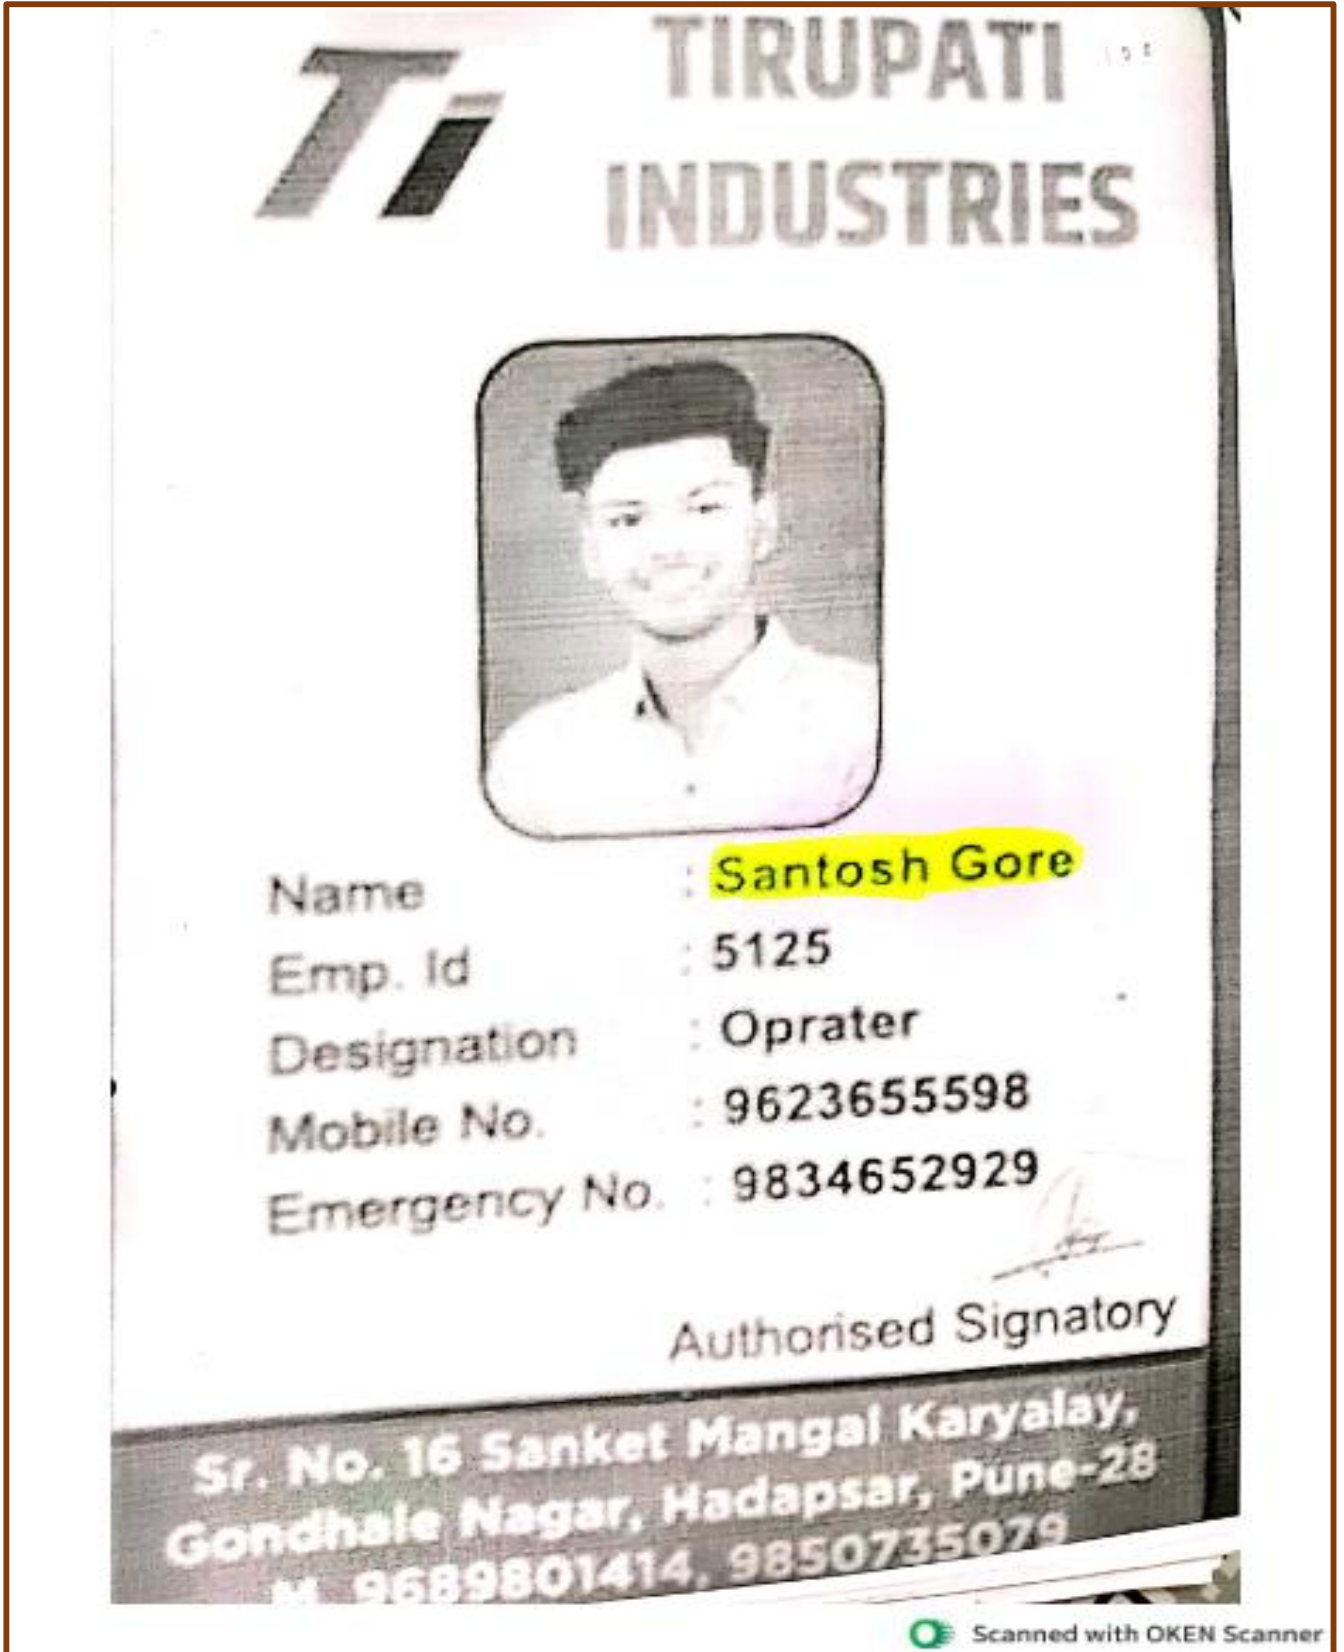 Ti
TIRUPATI
INDUSTRIES
Name : Santosh Gore
Emp. Id : 5125
Designation : Oprater
Mobile No. : 9623655598
Emergency No. : 9834652929
Authorised Signatory
Sr. No. 16 Sanket Mangal Karyalay,
Gondhale Nagar, Hadapsar, Pune-28
M. 9689801414, 9850735079
Scanned with OKEN Scanner